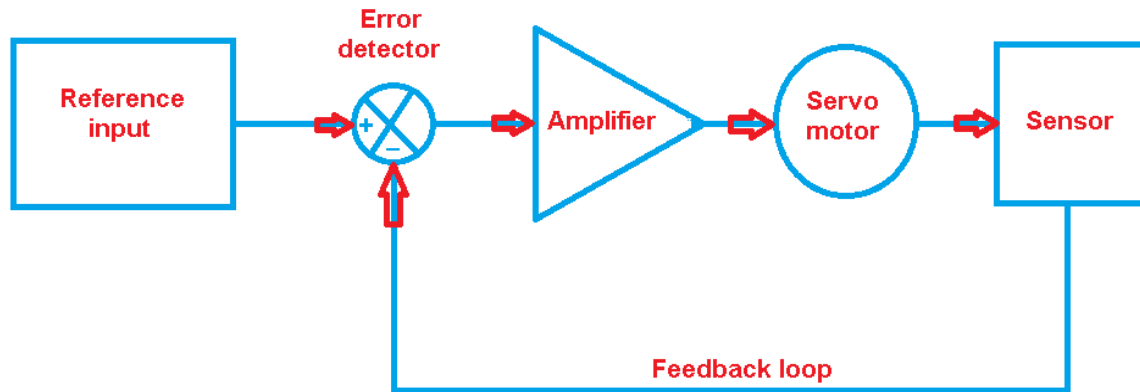 Error
detector
Reference
input
+
−
Amplifier
Servo
motor
Sensor
Feedback loop